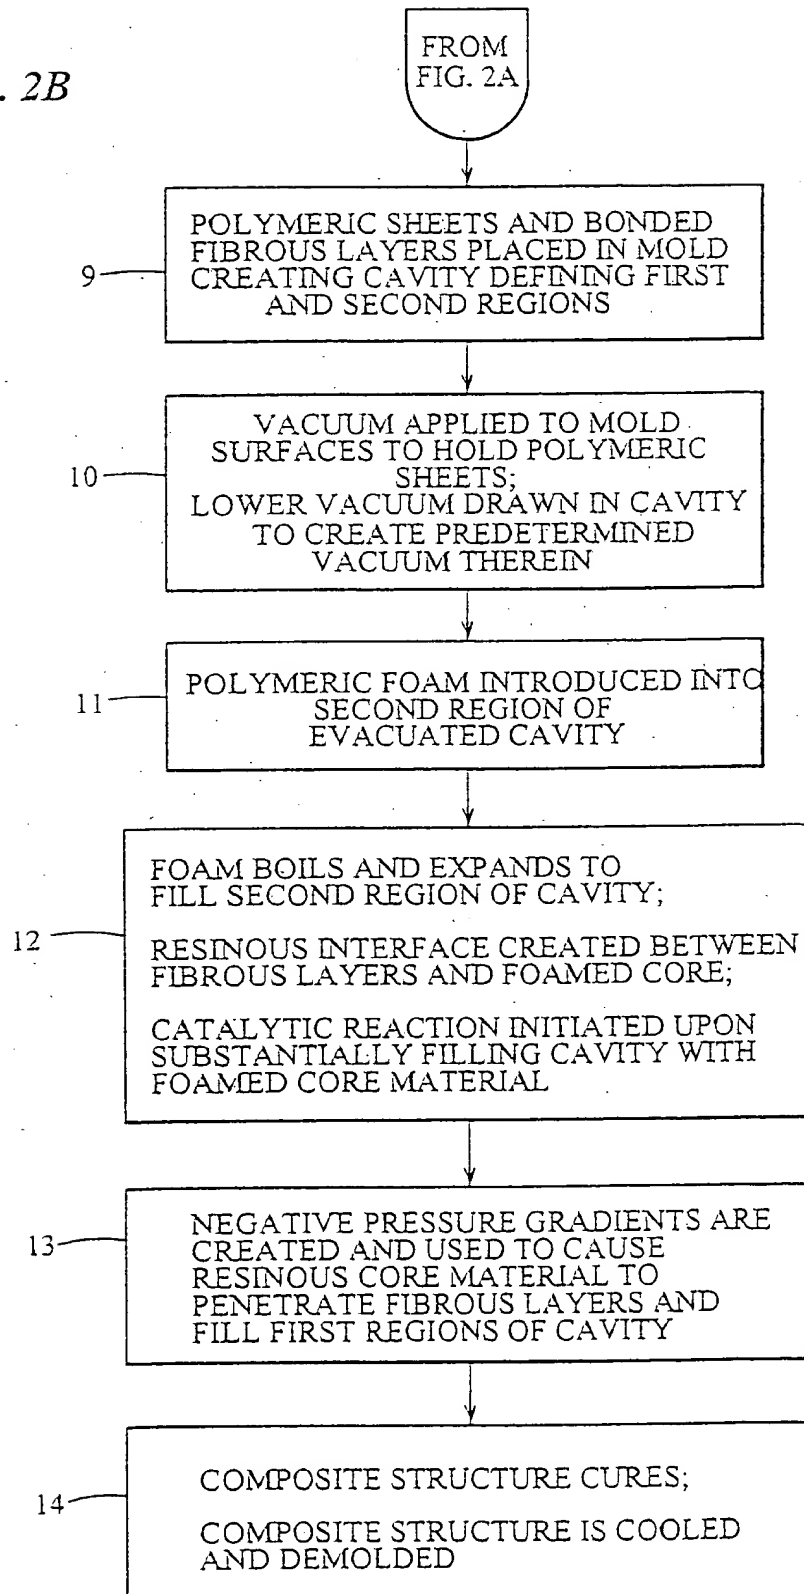 . 2B
FROM
FIG. 2A
9
POLYMERIC SHEETS AND BONDED
FIBROUS LAYERS PLACED IN MOLD
CREATING CAVITY DEFINING FIRST
AND SECOND REGIONS
10
VACUUM APPLIED TO MOLD
SURFACES TO HOLD POLYMERIC
SHEETS;
LOWER VACUUM DRAWN IN CAVITY
TO CREATE PREDETERMINED
VACUUM THEREIN
11
POLYMERIC FOAM INTRODUCED INTO
SECOND REGION OF
EVACUATED CAVITY
12
FOAM BOILS AND EXPANDS TO
FILL SECOND REGION OF CAVITY;
RESINOUS INTERFACE CREATED BETWEEN
FIBROUS LAYERS AND FOAMED CORE;
CATALYTIC REACTION INITIATED UPON
SUBSTANTIALLY FILLING CAVITY WITH
FOAMED CORE MATERIAL
13
NEGATIVE PRESSURE GRADIENTS ARE
CREATED AND USED TO CAUSE
RESINOUS CORE MATERIAL TO
PENETRATE FIBROUS LAYERS AND
FILL FIRST REGIONS OF CAVITY
14
COMPOSITE STRUCTURE CURES;
COMPOSITE STRUCTURE IS COOLED
AND DEMOLDED